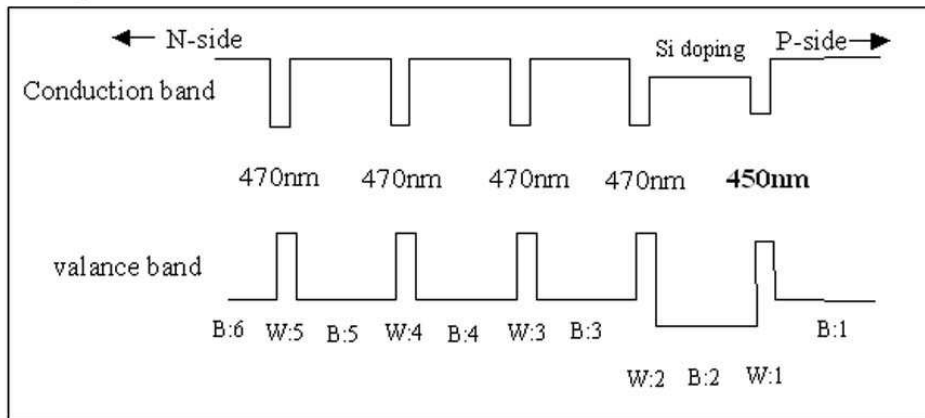 N-side
Si doping
P-side
Conduction band
470nm 470nm 470nm 470nm 450nm
valance band
B:6 W:5 B:5 W:4 B:4 W:3 B:3 B:1
W:2 B:2 W:1